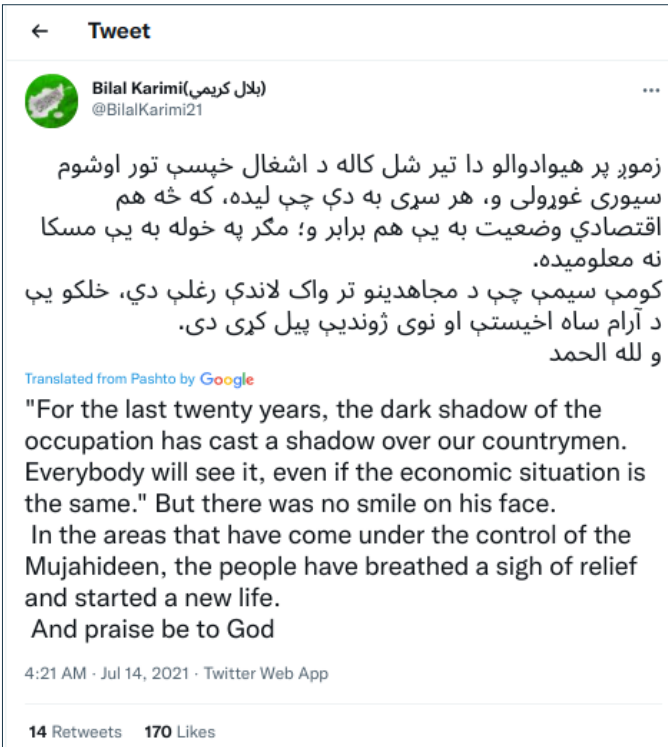 ← Tweet
Bilal Karimi(بلال کریمي)
@BilalKarimi21
زموږ پر هیوادوالو دا تیر شل کاله د اشغال خپسې تور اوشوم
سیوری غوړولی و، هر سړی به دې چې لیده، که څه هم
اقتصادي وضعیت به یې هم برابر و؛ مګر په خوله به یې مسکا
نه معلومیده.
کومې سیمې چې د مجاهدینو تر واک لاندې رغلې دي، خلکو یې
د آرام ساه اخیستې او نوی ژوندیې پیل کړی دی.
و لله الحمد
Translated from Pashto by Google
"For the last twenty years, the dark shadow of the
occupation has cast a shadow over our countrymen.
Everybody will see it, even if the economic situation is
the same." But there was no smile on his face.
In the areas that have come under the control of the
Mujahideen, the people have breathed a sigh of relief
and started a new life.
And praise be to God
4:21 AM · Jul 14, 2021 · Twitter Web App
14 Retweets 170 Likes